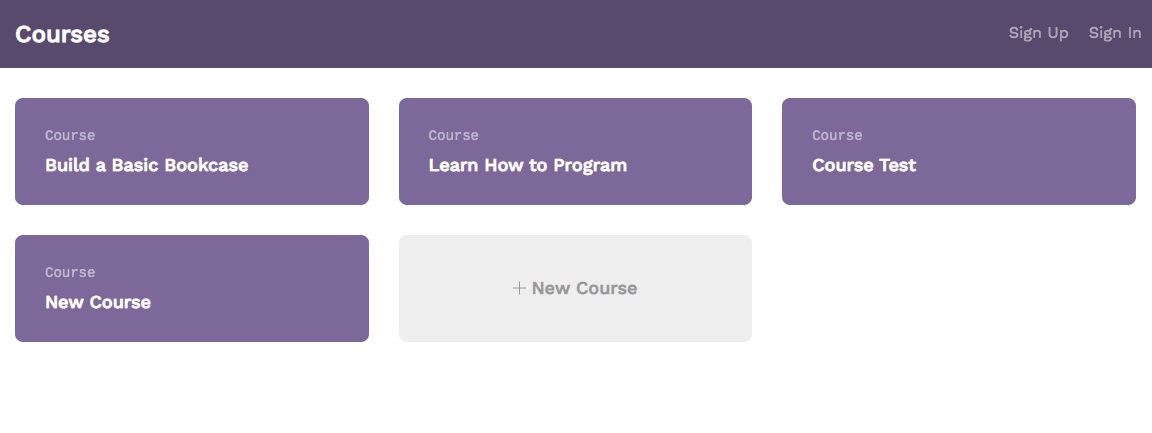 Courses
Sign Up Sign In
Course
Build a Basic Bookcase
Course
Learn How to Program
Course
Course Test
Course
New Course
+ New Course